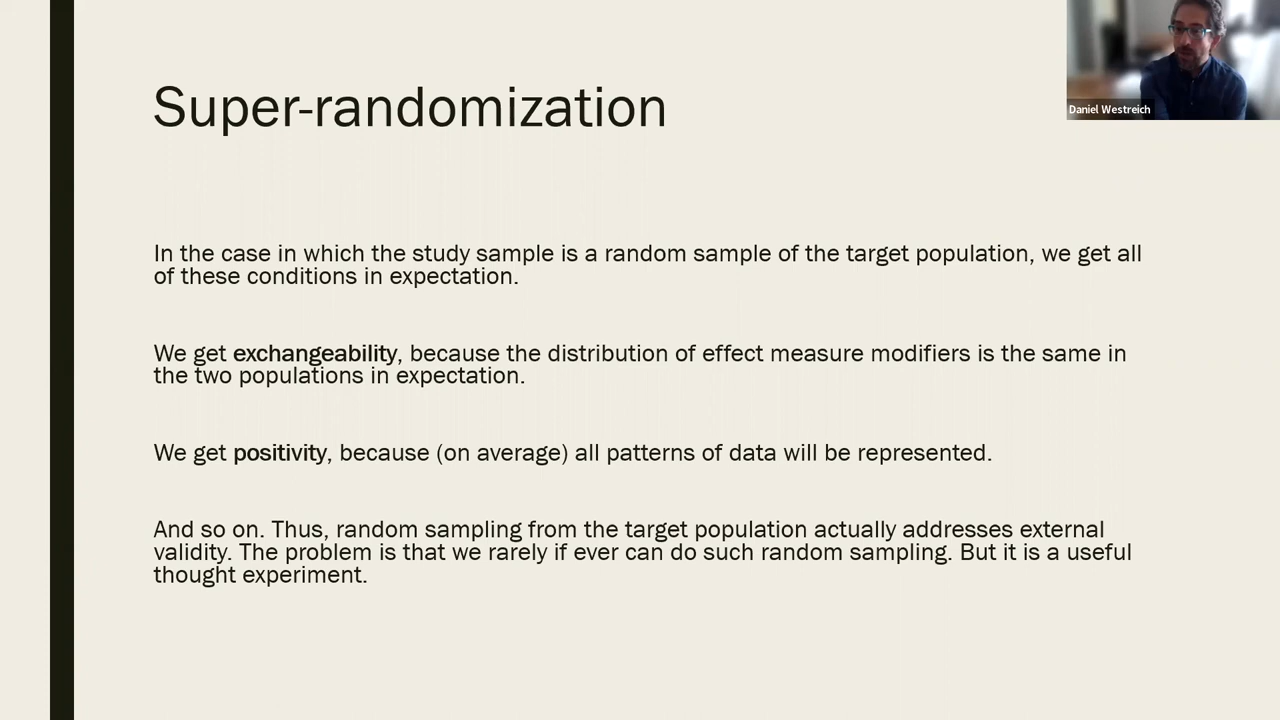 Super-randomization
Daniel Westreich
In the case in which the study sample is a random sample of the target population, we get all
of these conditions in expectation.
We get exchangeability, because the distribution of effect measure modifiers is the same in
the two populations in expectation.
We get positivity, because (on average) all patterns of data will be represented.
And so on. Thus, random sampling from the target population actually addresses external
validity. The problem is that we rarely if ever can do such random sampling. But it is a useful
thought experiment.